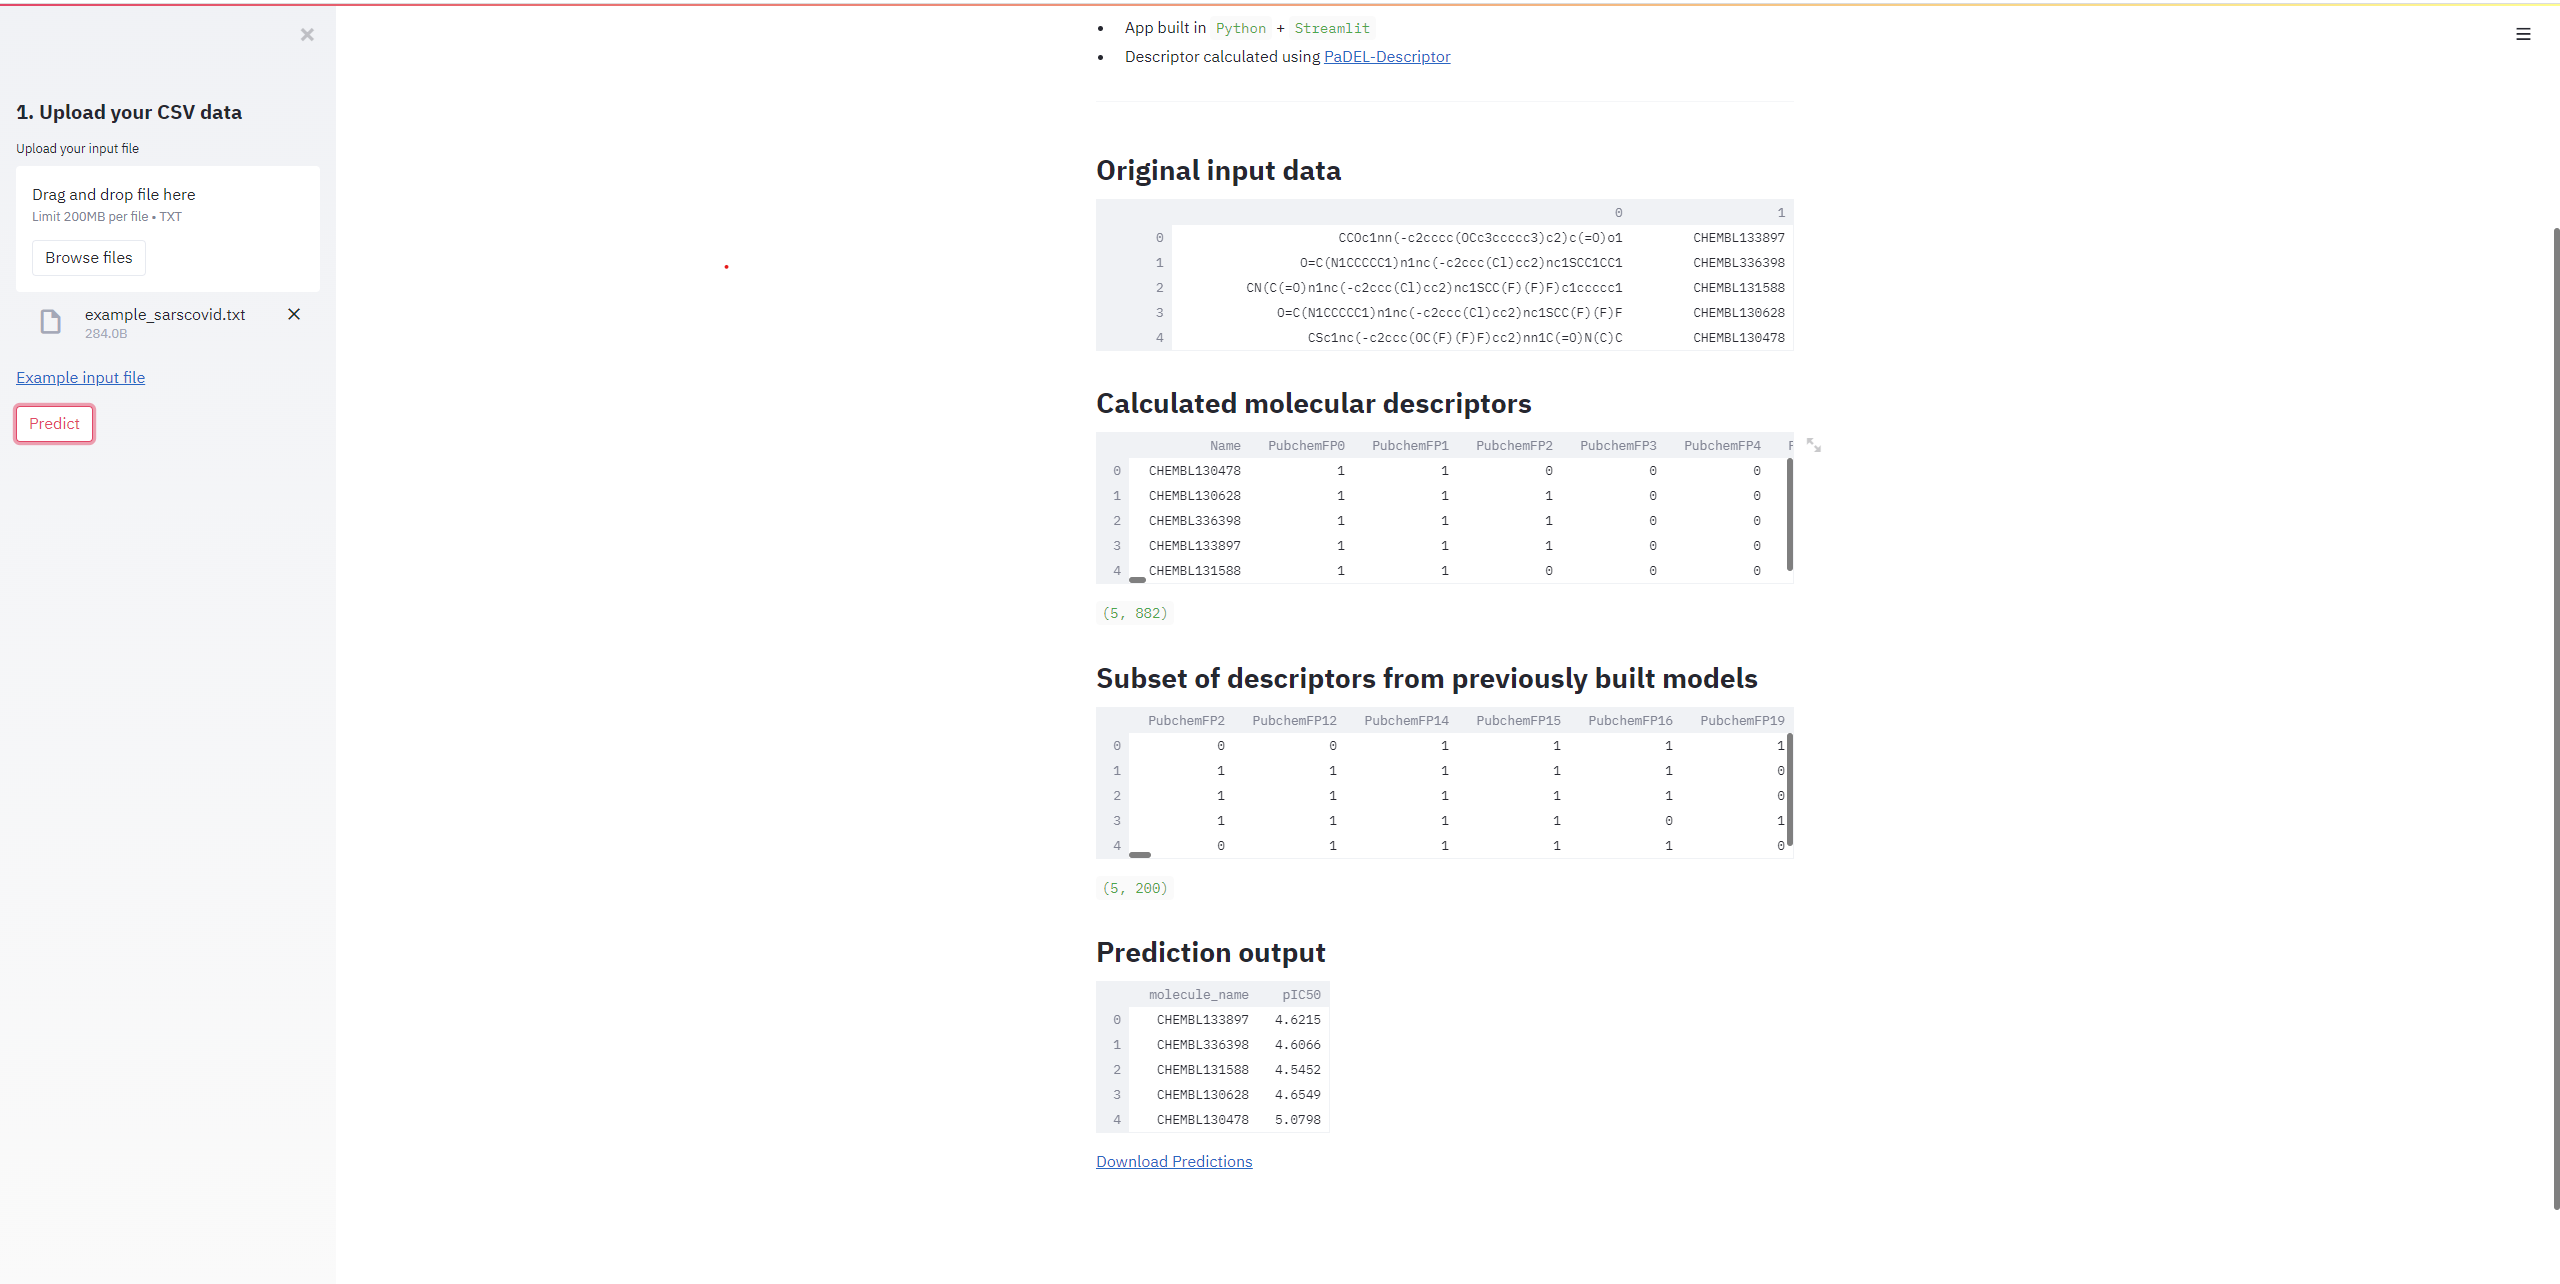 ×
1. Upload your CSV data
Upload your input file
Drag and drop file here
Limit 200MB per file • TXT
Browse files
example_sarscovid.txt
284.0B
Example input file
Predict
• App built in Python + Streamlit
• Descriptor calculated using PaDEL-Descriptor
Original input data
0 1
0 CCOc1nn(-c2cccc(OCc3ccccc3)c2)c(=O)o1 CHEMBL133897
1 O=C(N1CCCCC1)n1nc(-c2ccc(Cl)cc2)nc1SCC1CC1 CHEMBL336398
2 CN(C(=O)n1nc(-c2ccc(Cl)cc2)nc1SCC(F)(F)F)c1ccccc1 CHEMBL131588
3 O=C(N1CCCCC1)n1nc(-c2ccc(Cl)cc2)nc1SCC(F)(F)F CHEMBL130628
4 CSc1nc(-c2ccc(OC(F)(F)F)cc2)nn1C(=O)N(C)C CHEMBL130478
Calculated molecular descriptors
Name PubchemFP0 PubchemFP1 PubchemFP2 PubchemFP3 PubchemFP4
0 CHEMBL130478 1 1 0 0 0
1 CHEMBL130628 1 1 1 0 0
2 CHEMBL336398 1 1 1 0 0
3 CHEMBL133897 1 1 1 0 0
4 CHEMBL131588 1 1 0 0 0
(5, 882)
Subset of descriptors from previously built models
PubchemFP2 PubchemFP12 PubchemFP14 PubchemFP15 PubchemFP16 PubchemFP19
0 0 0 1 1 1 1
1 1 1 1 1 1 0
2 1 1 1 1 1 0
3 1 1 1 1 0 1
4 0 1 1 1 1 0
(5, 200)
Prediction output
molecule_name pIC50
0 CHEMBL133897 4.6215
1 CHEMBL336398 4.6066
2 CHEMBL131588 4.5452
3 CHEMBL130628 4.6549
4 CHEMBL130478 5.0798
Download Predictions